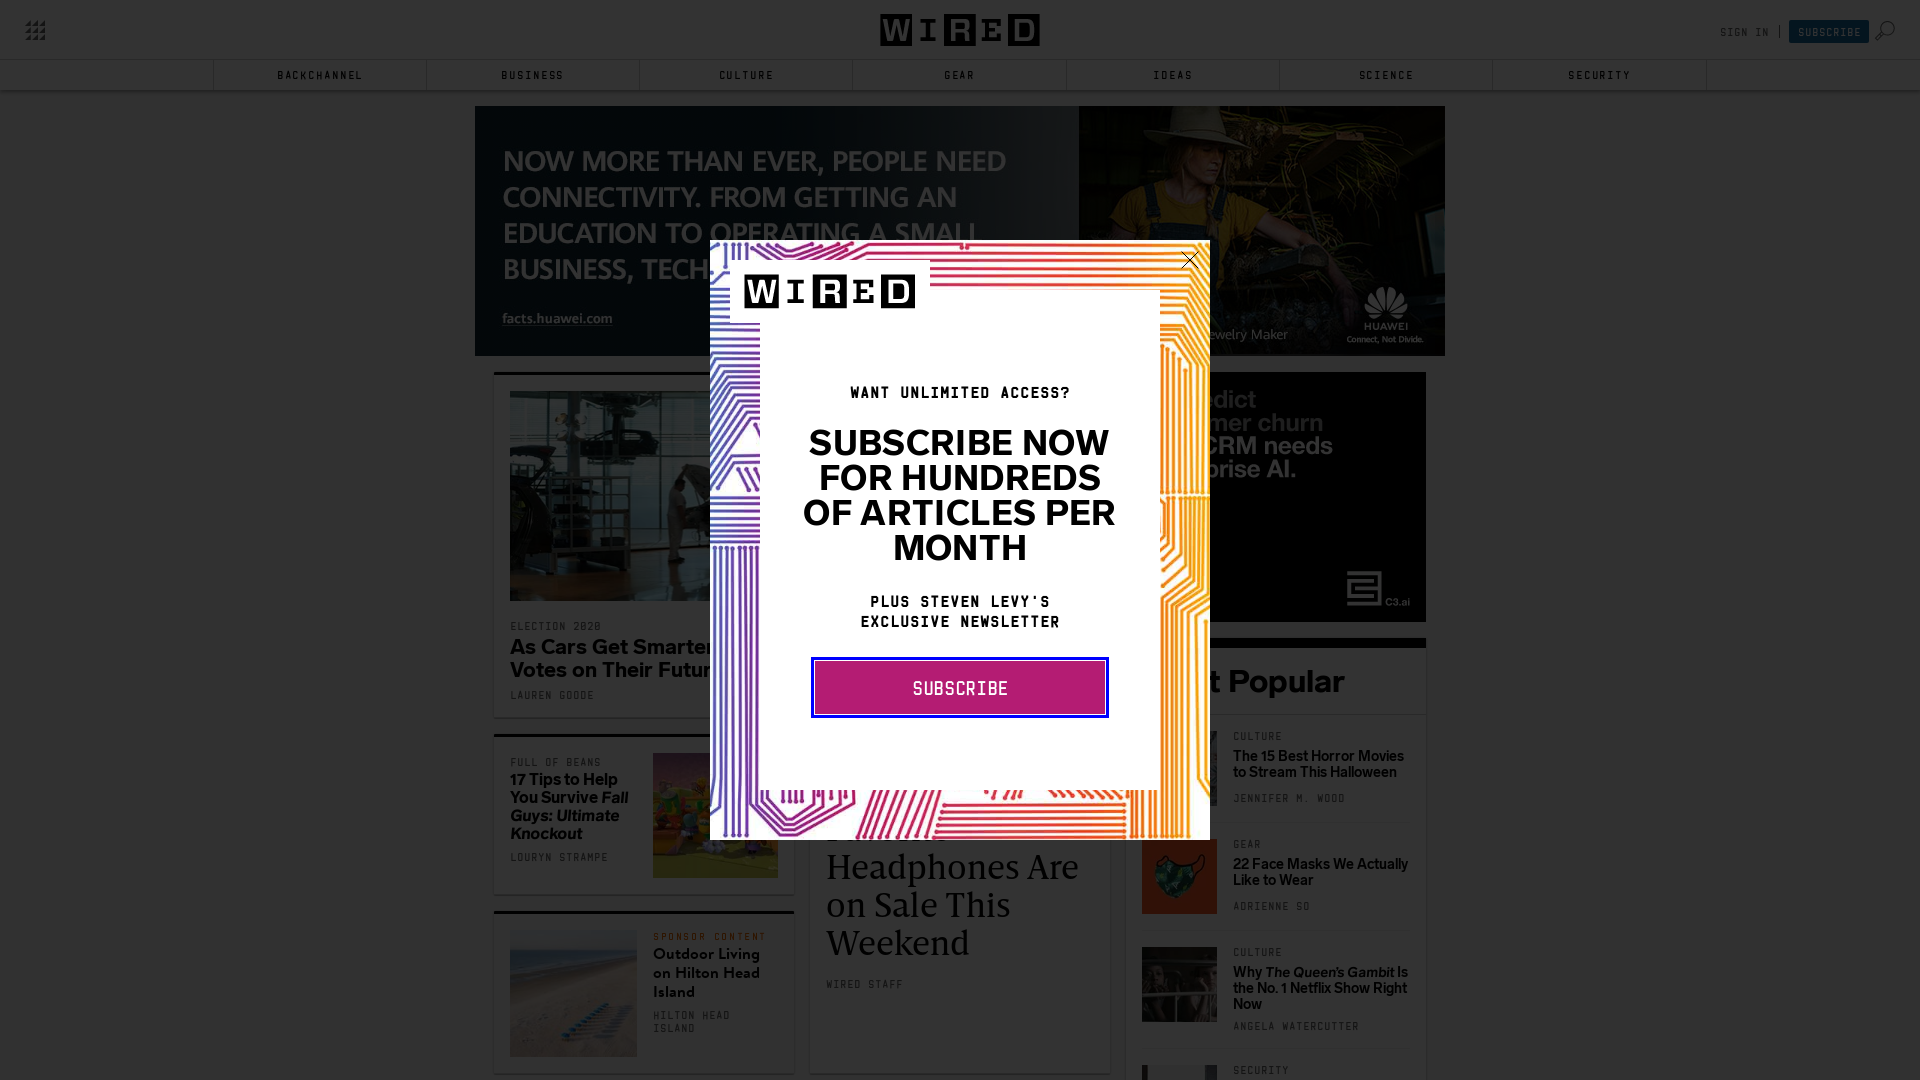 WIRED
SIGN IN
SUBSCRIBE
BACKCHANNEL
BUSINESS
CULTURE
GEAR
IDEAS
SCIENCE
SECURITY
NOW MORE THAN EVER, PEOPLE NEED
CONNECTIVITY. FROM GETTING AN
EDUCATION TO OPERATING A SMALL
BUSINESS, TECH
facts.huawei.com
ewelry Maker
HUAWEI
Connect, Not Divide.
WIRED
WANT UNLIMITED ACCESS?
SUBSCRIBE NOW
FOR HUNDREDS
OF ARTICLES PER
MONTH
PLUS STEVEN LEVY'S
EXCLUSIVE NEWSLETTER
SUBSCRIBE
edict
mer churn
CRM needs
prise AI.
C3.ai
ELECTION 2020
As Cars Get Smarter
Votes on Their Futur
LAUREN GOODE
FULL OF BEANS
17 Tips to Help
You Survive Fall
Guys: Ultimate
Knockout
LOURYN STRAMPE
SPONSOR CONTENT
Outdoor Living
on Hilton Head
Island
HILTON HEAD
ISLAND
Headphones Are
on Sale This
Weekend
WIRED STAFF
t Popular
CULTURE
The 15 Best Horror Movies
to Stream This Halloween
JENNIFER M. WOOD
GEAR
22 Face Masks We Actually
Like to Wear
ADRIENNE SO
CULTURE
Why The Queen's Gambit Is
the No. 1 Netflix Show Right
Now
ANGELA WATERCUTTER
SECURITY